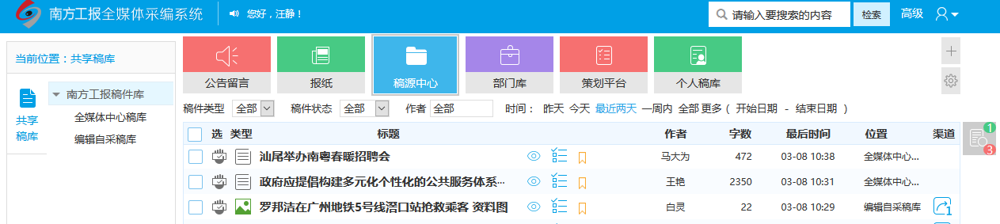 南方工报全媒体采编系统 您好，汪静！ 请输入要搜索的内容 检索 高级
当前位置：共享稿库
公告留言 报纸 稿源中心 部门库 策划平台 个人稿库
共享稿库
南方工报稿件库
全媒体中心稿库
编辑自采稿库
稿件类型 全部 稿件状态 全部 作者 全部 时间： 昨天 今天 最近两天 一周内 全部 更多（ 开始日期 - 结束日期 ）
选 类型 标题 作者 字数 最后时间 位置 渠道
汕尾举办南粤春暖招聘会 马大为 472 03-08 10:38 全媒体中心...
政府应提倡构建多元化个性化的公共服务体系··· 王艳 2350 03-08 10:31 全媒体中心...
罗邦洁在广州地铁5号线滘口站抢救乘客 资料图 白灵 22 03-08 10:29 编辑自采稿库 1
1
3